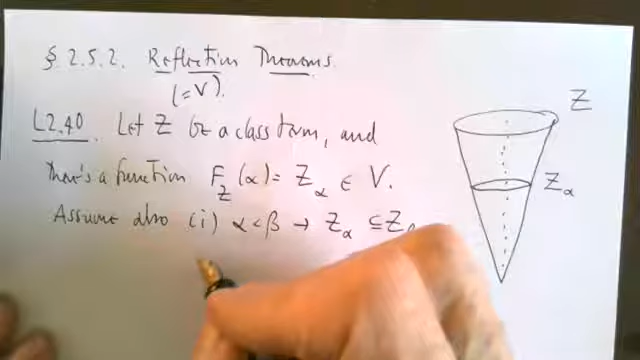 § 2.5.2. Reflection Theorems.
(=V).
L2.40 Let Z be a class term, and
There's a function F_Z(α) = Z_α ∈ V.
Assume also (i) α < β → Z_α ⊆ Z
Z
Z_α